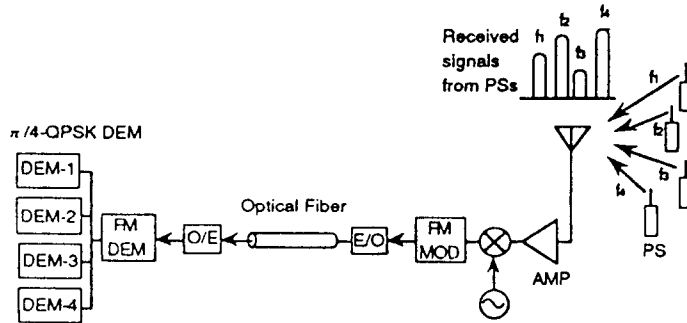 Received
signals
from PSs
f1
f2
f3
f4
f1
f2
f3
f4
PS
π/4-QPSK DEM
DEM-1
DEM-2
DEM-3
DEM-4
FM
DEM
O/E
Optical Fiber
E/O
FM
MOD
AMP